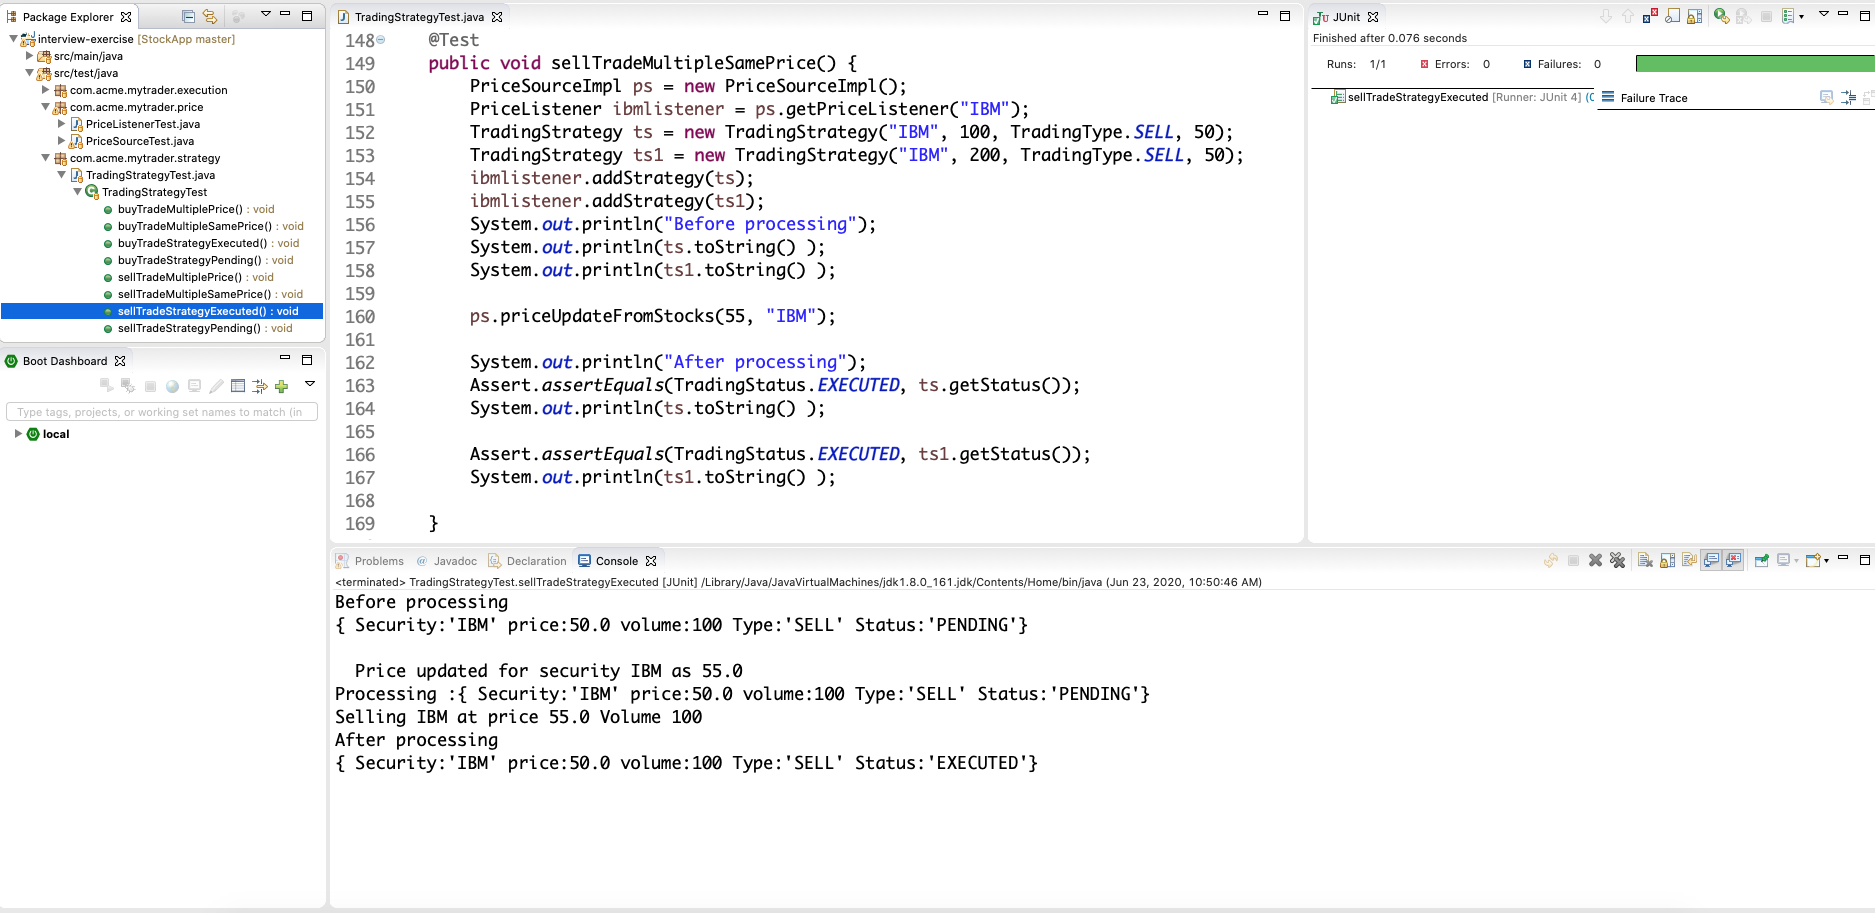 Package Explorer
interview-exercise [StockApp master]
src/main/java
src/test/java
com.acme.mytrader.execution
com.acme.mytrader.price
PriceListenerTest.java
PriceSourceTest.java
com.acme.mytrader.strategy
TradingStrategyTest.java
TradingStrategyTest
buyTradeMultiplePrice() : void
buyTradeMultipleSamePrice() : void
buyTradeStrategyExecuted() : void
buyTradeStrategyPending() : void
sellTradeMultiplePrice() : void
sellTradeMultipleSamePrice() : void
sellTradeStrategyExecuted() : void
sellTradeStrategyPending() : void
Boot Dashboard
Type tags, projects, or working set names to match (in
local
TradingStrategyTest.java
148 @Test
149 public void sellTradeMultipleSamePrice() {
150 PriceSourceImpl ps = new PriceSourceImpl();
151 PriceListener ibmlistener = ps.getPriceListener("IBM");
152 TradingStrategy ts = new TradingStrategy("IBM", 100, TradingType.SELL, 50);
153 TradingStrategy ts1 = new TradingStrategy("IBM", 200, TradingType.SELL, 50);
154 ibmlistener.addStrategy(ts);
155 ibmlistener.addStrategy(ts1);
156 System.out.println("Before processing");
157 System.out.println(ts.toString() );
158 System.out.println(ts1.toString() );
159
160 ps.priceUpdateFromStocks(55, "IBM");
161
162 System.out.println("After processing");
163 Assert.assertEquals(TradingStatus.EXECUTED, ts.getStatus());
164 System.out.println(ts.toString() );
165
166 Assert.assertEquals(TradingStatus.EXECUTED, ts1.getStatus());
167 System.out.println(ts1.toString() );
168
169 }
JUnit
Finished after 0.076 seconds
Runs: 1/1 Errors: 0 Failures: 0
sellTradeStrategyExecuted [Runner: JUnit 4] (0
Failure Trace
Problems @ Javadoc Declaration Console
<terminated> TradingStrategyTest.sellTradeStrategyExecuted [JUnit] /Library/Java/JavaVirtualMachines/jdk1.8.0_161.jdk/Contents/Home/bin/java (Jun 23, 2020, 10:50:46 AM)
Before processing
{ Security:'IBM' price:50.0 volume:100 Type:'SELL' Status:'PENDING'}
Price updated for security IBM as 55.0
Processing :{ Security:'IBM' price:50.0 volume:100 Type:'SELL' Status:'PENDING'}
Selling IBM at price 55.0 Volume 100
After processing
{ Security:'IBM' price:50.0 volume:100 Type:'SELL' Status:'EXECUTED'}